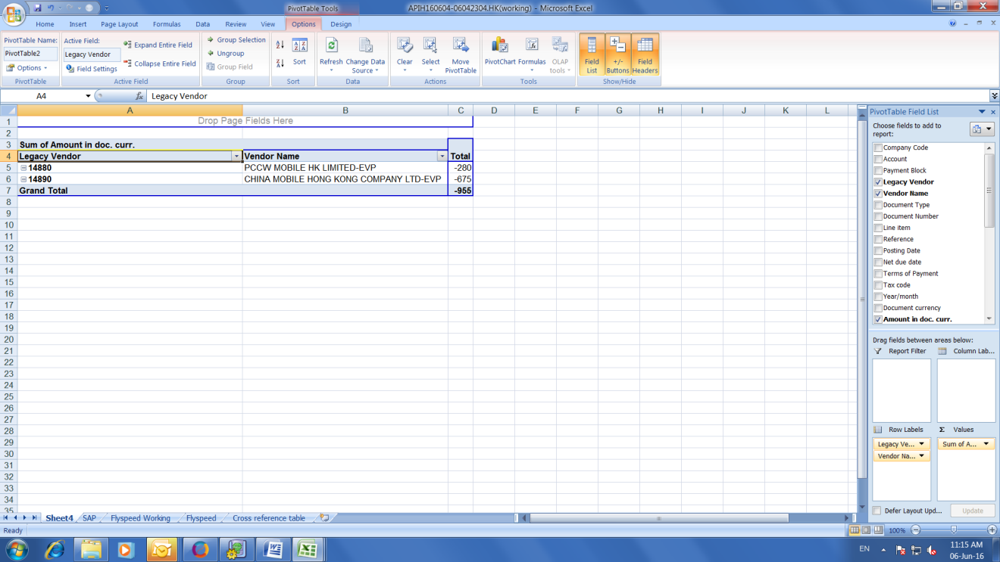 PivotTable Tools
APIH160604-06042304.HK(working) - Microsoft Excel
Home Insert Page Layout Formulas Data Review View Options Design
PivotTable Name:
PivotTable2
Options
PivotTable
Active Field:
Legacy Vendor
Field Settings
Expand Entire Field
Collapse Entire Field
Active Field
Group Selection
Ungroup
Group Field
Group
Sort
Sort
Refresh
Change Data Source
Data
Clear
Select
Move PivotTable
Actions
PivotChart
Formulas
OLAP tools
Tools
Field List
+/- Buttons
Field Headers
Show/Hide
A4 fx Legacy Vendor
A B C D E F G H I J K L
1 Drop Page Fields Here
2
3 Sum of Amount in doc. curr.
4 Legacy Vendor Vendor Name Total
5 14880 PCCW MOBILE HK LIMITED-EVP -280
6 14890 CHINA MOBILE HONG KONG COMPANY LTD-EVP -675
7 Grand Total -955
8
9
10
11
12
13
14
15
16
17
18
19
20
21
22
23
24
25
26
27
28
29
30
31
32
33
34
35
PivotTable Field List
Choose fields to add to
report:
Company Code
Account
Payment Block
Legacy Vendor
Vendor Name
Document Type
Document Number
Line item
Reference
Posting Date
Net due date
Terms of Payment
Tax code
Year/month
Document currency
Amount in doc. curr.
Drag fields between areas below:
Report Filter Column Lab...
Row Labels Σ Values
Legacy Ve... Sum of A...
Vendor Na...
Defer Layout Upd... Update
Sheet4 SAP Flyspeed Working Flyspeed Cross reference table
Ready 100%
EN 11:15 AM
06-Jun-16